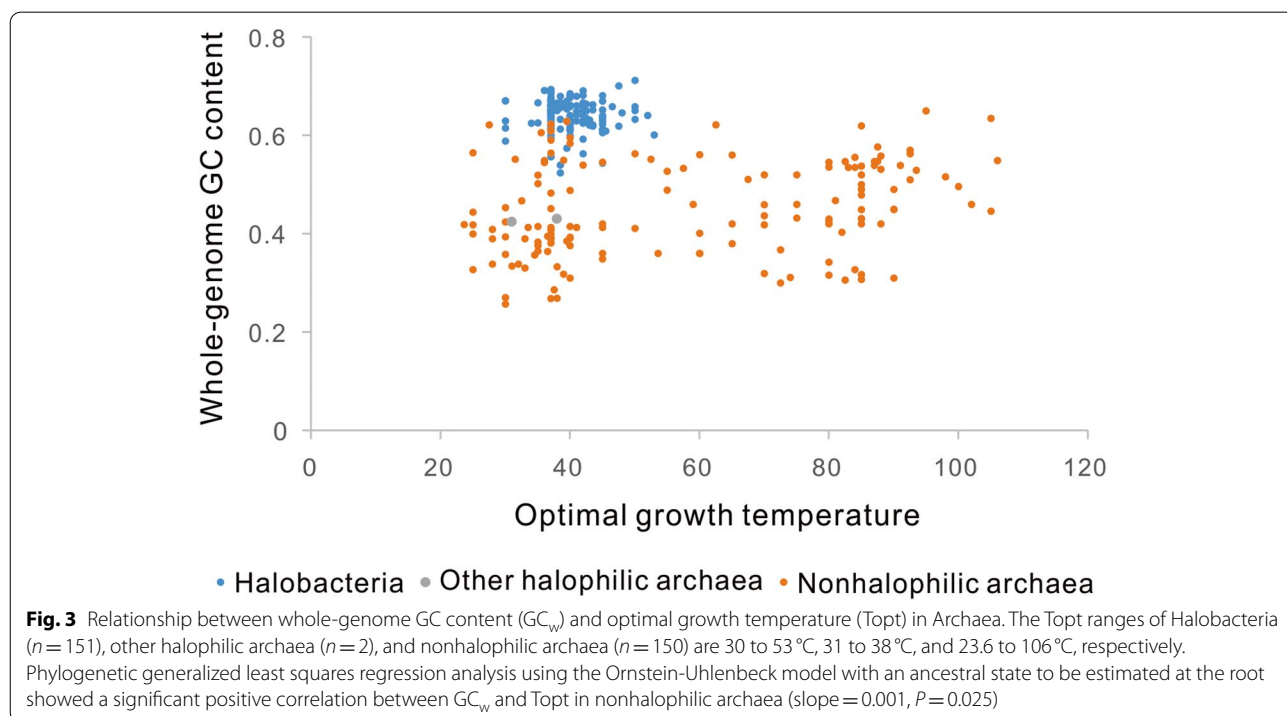 Whole-genome GC content
0.8
0.6
0.4
0.2
0
0 20 40 60 80 100 120
Optimal growth temperature
Halobacteria Other halophilic archaea Nonhalophilic archaea
Fig. 3 Relationship between whole-genome GC content (GCw) and optimal growth temperature (Topt) in Archaea. The Topt ranges of Halobacteria
(n = 151), other halophilic archaea (n = 2), and nonhalophilic archaea (n = 150) are 30 to 53 °C, 31 to 38 °C, and 23.6 to 106 °C, respectively.
Phylogenetic generalized least squares regression analysis using the Ornstein-Uhlenbeck model with an ancestral state to be estimated at the root
showed a significant positive correlation between GCw and Topt in nonhalophilic archaea (slope = 0.001, P = 0.025)